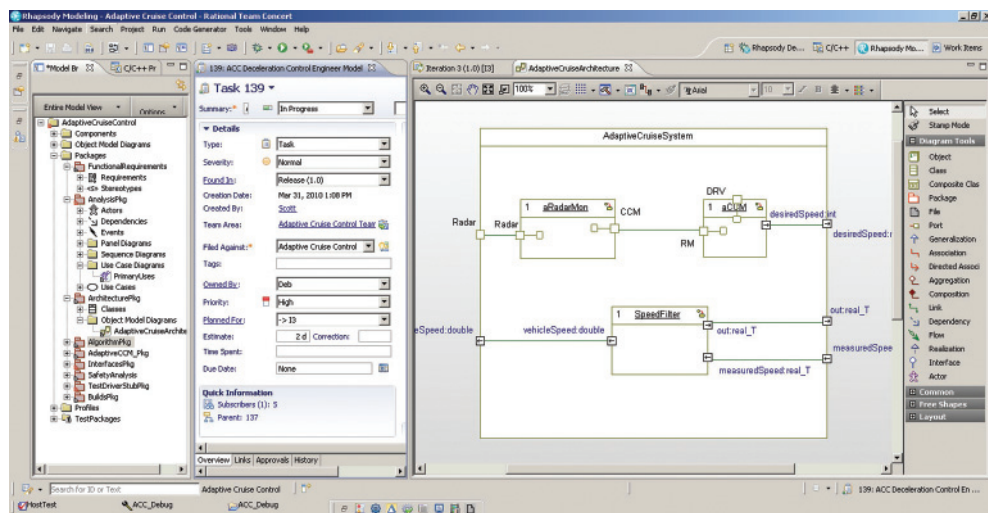 Rhapsody Modeling - Adaptive Cruise Control - Rational Team Concert
File Edit Navigate Search Project Run Code Generator Tools Window Help
Rhapsody De... C/C++ Rhapsody Mo... Work Items
*Model Br C/C++ Pr
Entire Model View Options
AdaptiveCruiseControl
Components
Object Model Diagrams
Packages
FunctionalRequirements
Requirements
<S> Stereotypes
AnalysisPkg
Actors
Dependencies
Events
Panel Diagrams
Sequence Diagrams
Use Case Diagrams
PrimaryUses
Use Cases
ArchitecturePkg
Classes
Object Model Diagrams
AdaptiveCruiseArchite
AlgorithmPkg
AdaptiveCCM_Pkg
InterfacesPkg
SafetyAnalysis
TestDriverStubPkg
BuildsPkg
Profiles
TestPackages
139: ACC Deceleration Control Engineer Model
Task 139
Summary:* In Progress
Details
Type: Task
Severity: Normal
Found In: Release (1.0)
Creation Date: Mar 31, 2010 1:08 PM
Created By: Scott
Team Area: Adaptive Cruise Control Team
Filed Against:* Adaptive Cruise Control
Tags:
Owned By: Deb
Priority: High
Planned For: -> I3
Estimate: 2 d Correction:
Time Spent:
Due Date: None
Quick Information
Subscribers (1): S
Parent: 137
Overview Links Approvals History
Iteration 3 (1.0) [I3] AdaptiveCruiseArchitecture
100% Arial 10
AdaptiveCruiseSystem
DRV
1 aRadarMon CCM 1 aCUM
desiredSpeed:int
Radar Radar
RM
desiredSpeed:r
1 SpeedFilter
out:real_T
eSpeed:double vehicleSpeed:double out:real_T
measuredSpee
measuredSpeed:real_T
Select
Stamp Mode
Diagram Tools
Object
Class
Composite Clas
Package
File
Port
Generalization
Association
Directed Associ
Aggregation
Composition
Link
Dependency
Flow
Realization
Interface
Actor
Common
Free Shapes
Layout
Search for ID or Text Adaptive Cruise Control 139: ACC Deceleration Control En ...
HostTest ACC_Debug ACC_Debug